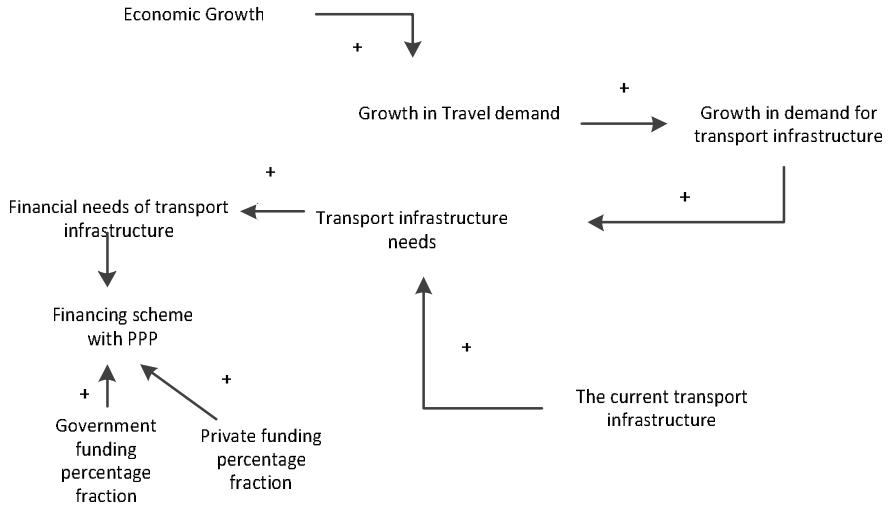 Economic Growth
+
Growth in Travel demand
+
Growth in demand for
transport infrastructure
+
Financial needs of transport
infrastructure
+
Transport infrastructure
needs
Financing scheme
with PPP
+
The current transport
infrastructure
+
Government
funding
percentage
fraction
+
Private funding
percentage
fraction